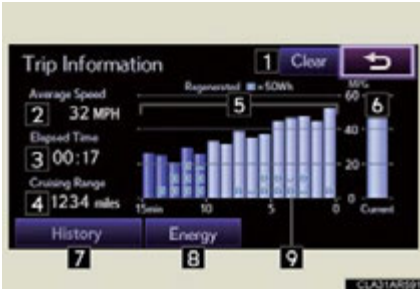 Trip Information
1 Clear
Average Speed
2 32 MPH
Elapsed Time
3 00:17
Cruising Range
4 1234 miles
Regenerated = 50Wh
5
MPG
60
6
40
20
0
Current
15min 10 5 0
History Energy
7 8 9